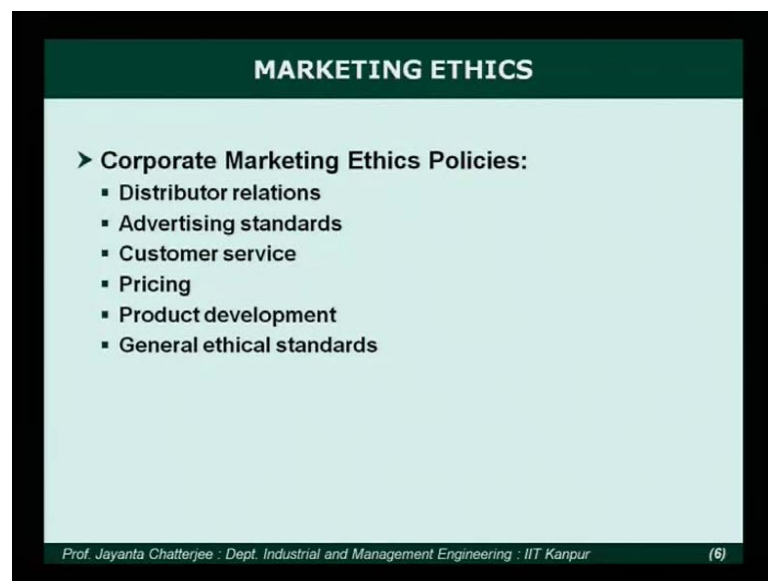 MARKETING ETHICS
➤ Corporate Marketing Ethics Policies:
▪ Distributor relations
▪ Advertising standards
▪ Customer service
▪ Pricing
▪ Product development
▪ General ethical standards
Prof. Jayanta Chatterjee : Dept. Industrial and Management Engineering : IIT Kanpur (6)